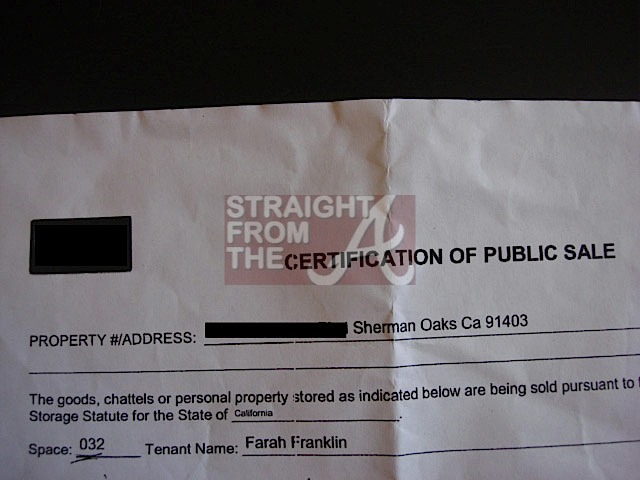 STRAIGHT
FROM
THE A
CERTIFICATION OF PUBLIC SALE
PROPERTY #/ADDRESS: Sherman Oaks Ca 91403
The goods, chattels or personal property stored as indicated below are being sold pursuant to
Storage Statute for the State of California.
Space: 032 Tenant Name: Farah Franklin